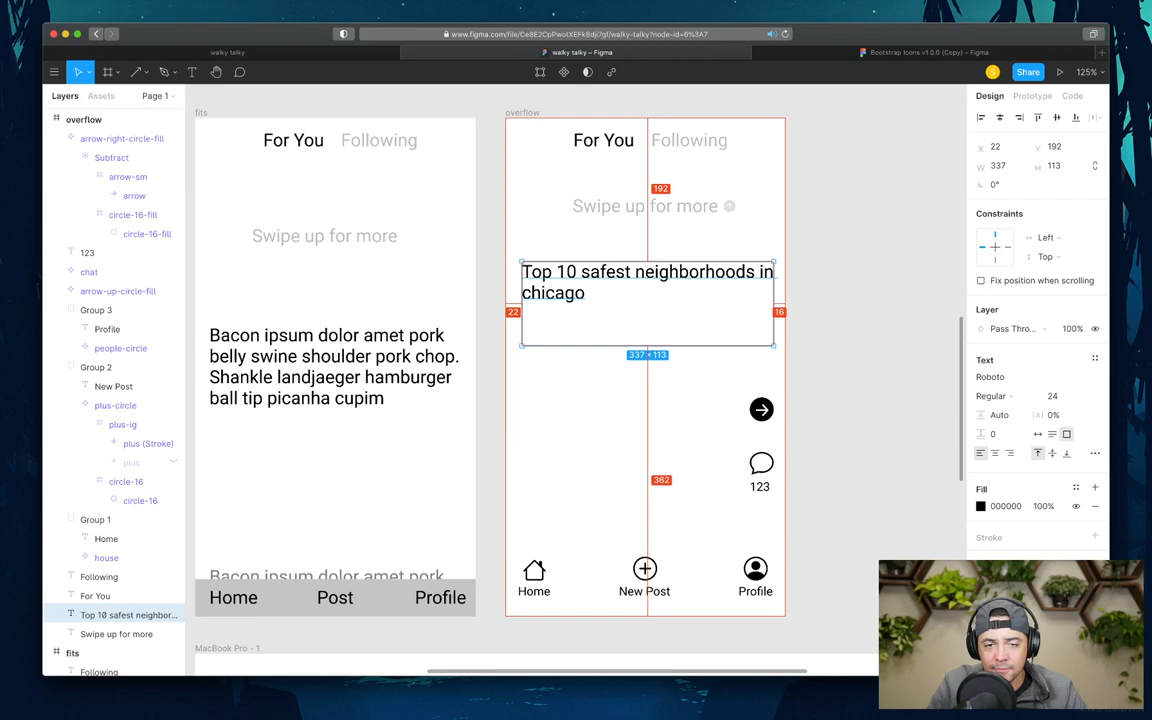 www.figma.com/file/Ce8E2CpPwotXEFk8dji7gf/walky-talky?node-id=6%3A7
walky talky
walky talky – Figma
Bootstrap Icons v1.0.0 (Copy) – Figma
S
Share
125%
Layers
Assets
Page 1
overflow
arrow-right-circle-fill
Subtract
arrow-sm
arrow
circle-16-fill
circle-16-fill
123
chat
arrow-up-circle-fill
Group 3
Profile
people-circle
Group 2
New Post
plus-circle
plus-lg
plus (Stroke)
plus
circle-16
circle-16
Group 1
Home
house
Following
For You
Top 10 safest neighbor...
Swipe up for more
fits
Following
fits
For You
Following
Swipe up for more
Bacon ipsum dolor amet pork
belly swine shoulder pork chop.
Shankle landjaeger hamburger
ball tip picanha cupim
Bacon ipsum dolor amet pork
Home
Post
Profile
MacBook Pro - 1
overflow
For You
Following
192
Swipe up for more
Top 10 safest neighborhoods in
chicago
22
16
337 × 113
123
362
Home
New Post
Profile
Design
Prototype
Code
X 22
Y 192
W 337
H 113
0°
Constraints
Left
Top
Fix position when scrolling
Layer
Pass Thro...
100%
Text
Roboto
Regular
24
Auto
0%
0
Fill
000000
100%
Stroke